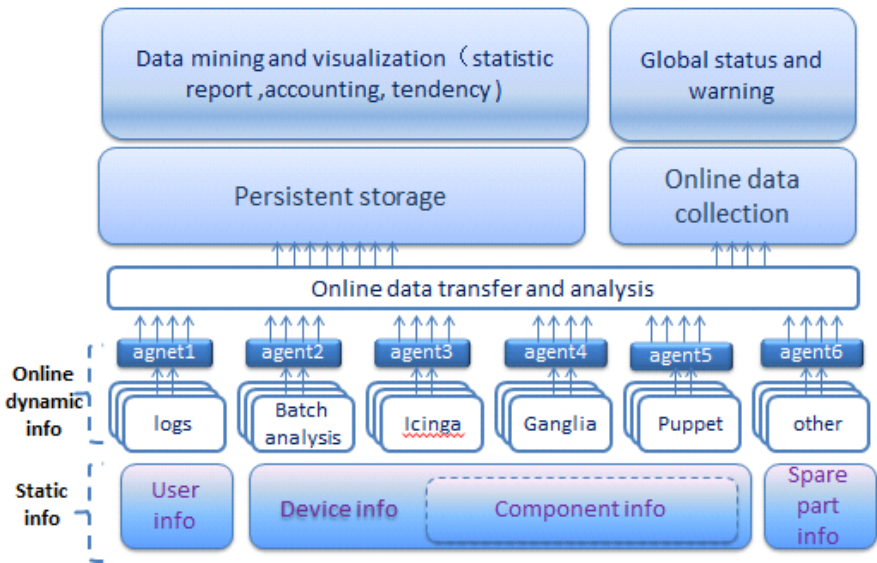 Data mining and visualization（statistic
report ,accounting, tendency)
Global status and
warning
Persistent storage
Online data
collection
Online data transfer and analysis
agnet1
agent2
agent3
agent4
agent5
agent6
Online
dynamic
info
logs
Batch
analysis
Icinga
Ganglia
Puppet
other
Static
info
User
info
Device info
Component info
Spare
part
info